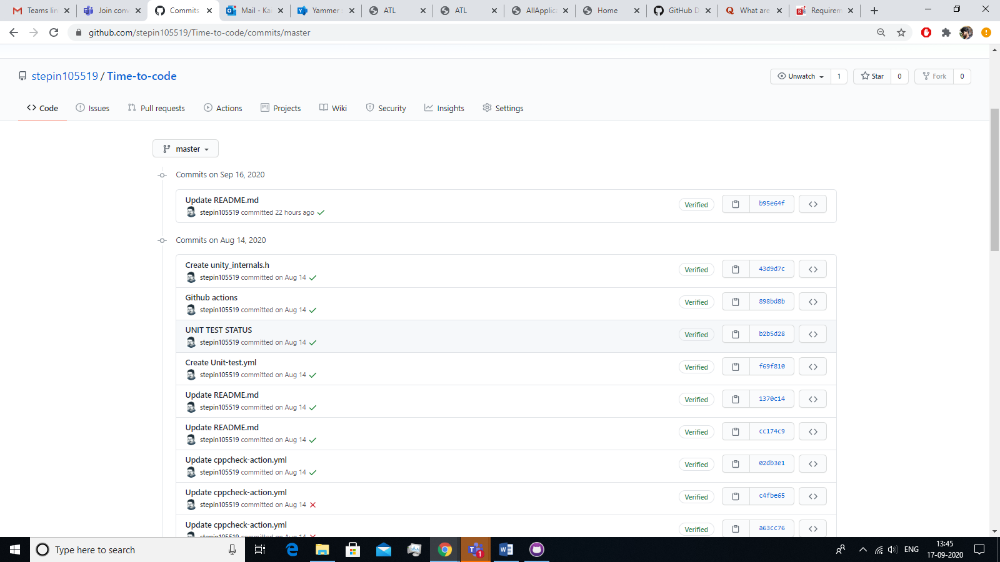 Teams lin
Join conv
Commits
Mail - Kal
Yammer :
ATL
ATL
AllApplica
Home
GitHub D
What are
Requirem
github.com/stepin105519/Time-to-code/commits/master
stepin105519 / Time-to-code
Unwatch 1
Star 0
Fork 0
Code
Issues
Pull requests
Actions
Projects
Wiki
Security
Insights
Settings
master
Commits on Sep 16, 2020
Update README.md
stepin105519 committed 22 hours ago
Verified
b95e64f
Commits on Aug 14, 2020
Create unity_internals.h
stepin105519 committed on Aug 14
Verified
43d9d7c
Github actions
stepin105519 committed on Aug 14
Verified
898bd8b
UNIT TEST STATUS
stepin105519 committed on Aug 14
Verified
b2b5d28
Create Unit-test.yml
stepin105519 committed on Aug 14
Verified
f69f810
Update README.md
stepin105519 committed on Aug 14
Verified
1370c14
Update README.md
stepin105519 committed on Aug 14
Verified
cc174c9
Update cppcheck-action.yml
stepin105519 committed on Aug 14
Verified
02db3e1
Update cppcheck-action.yml
stepin105519 committed on Aug 14
Verified
c4fbe65
Update cppcheck-action.yml
stepin105519 committed on Aug 14
Verified
a63cc76
Type here to search
1
ENG
13:45
17-09-2020